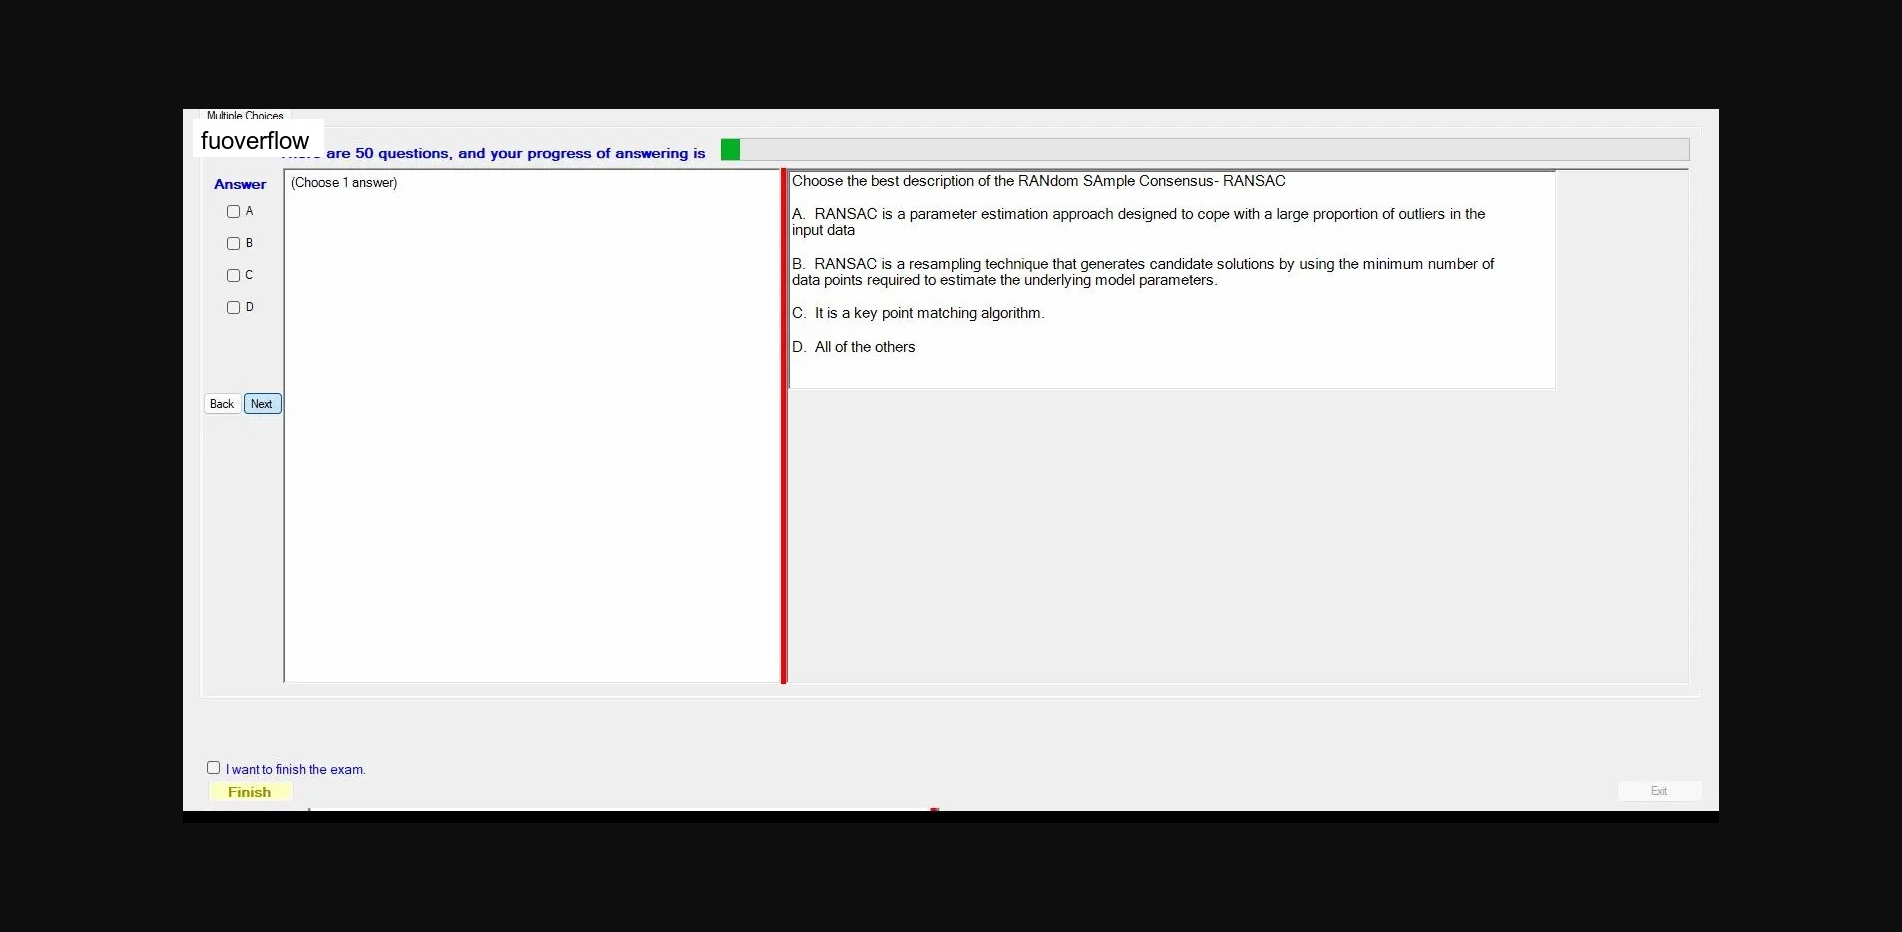 Multiple Choices
fuoverflow
are 50 questions, and your progress of answering is
Answer
(Choose 1 answer)
A
B
C
D
Back Next
Choose the best description of the RANdom SAmple Consensus- RANSAC
A. RANSAC is a parameter estimation approach designed to cope with a large proportion of outliers in the
input data
B. RANSAC is a resampling technique that generates candidate solutions by using the minimum number of
data points required to estimate the underlying model parameters.
C. It is a key point matching algorithm.
D. All of the others
I want to finish the exam.
Finish
Exit